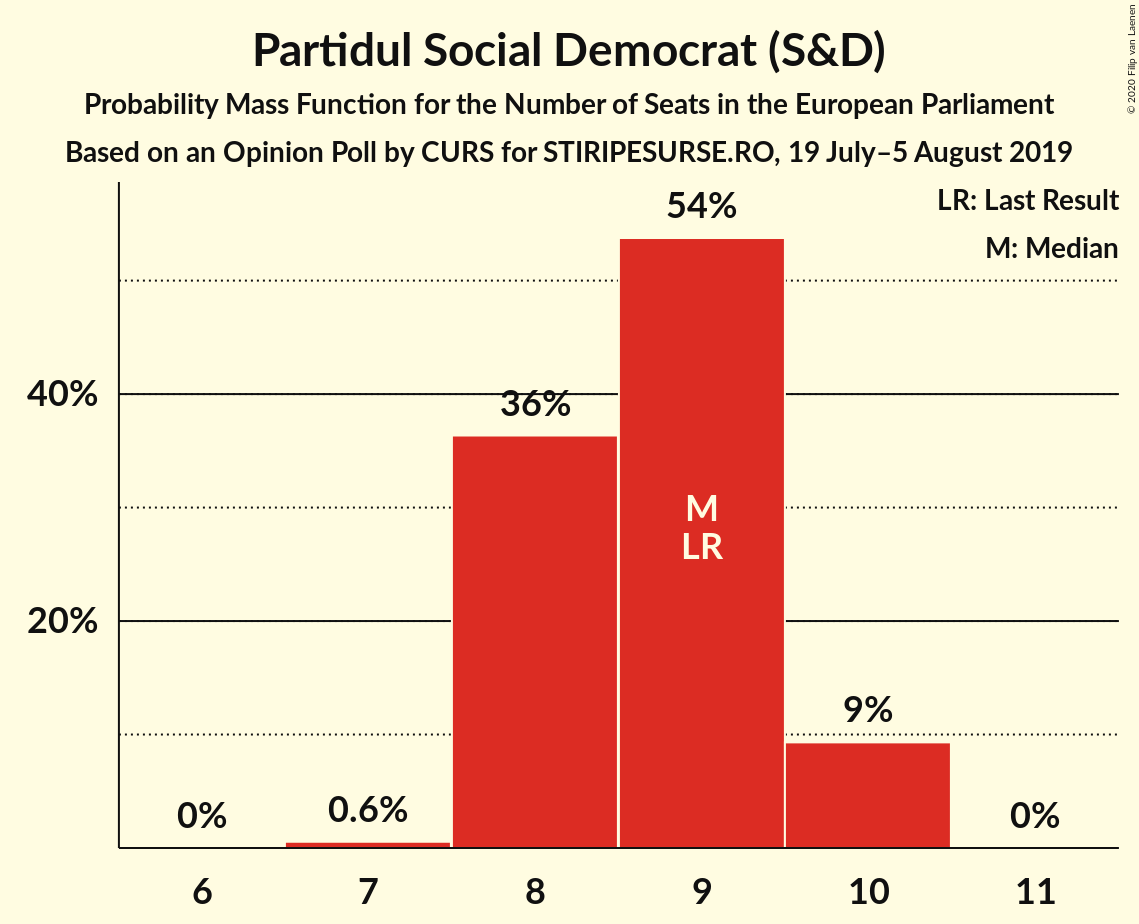 Partidul Social Democrat (S&D)
Probability Mass Function for the Number of Seats in the European Parliament
Based on an Opinion Poll by CURS for STIRIPESURSE.RO, 19 July–5 August 2019
© 2020 Filip van Laenen
LR: Last Result
M: Median
54%
40%
36%
M
LR
20%
9%
0.6%
0%
0%
6 7 8 9 10 11